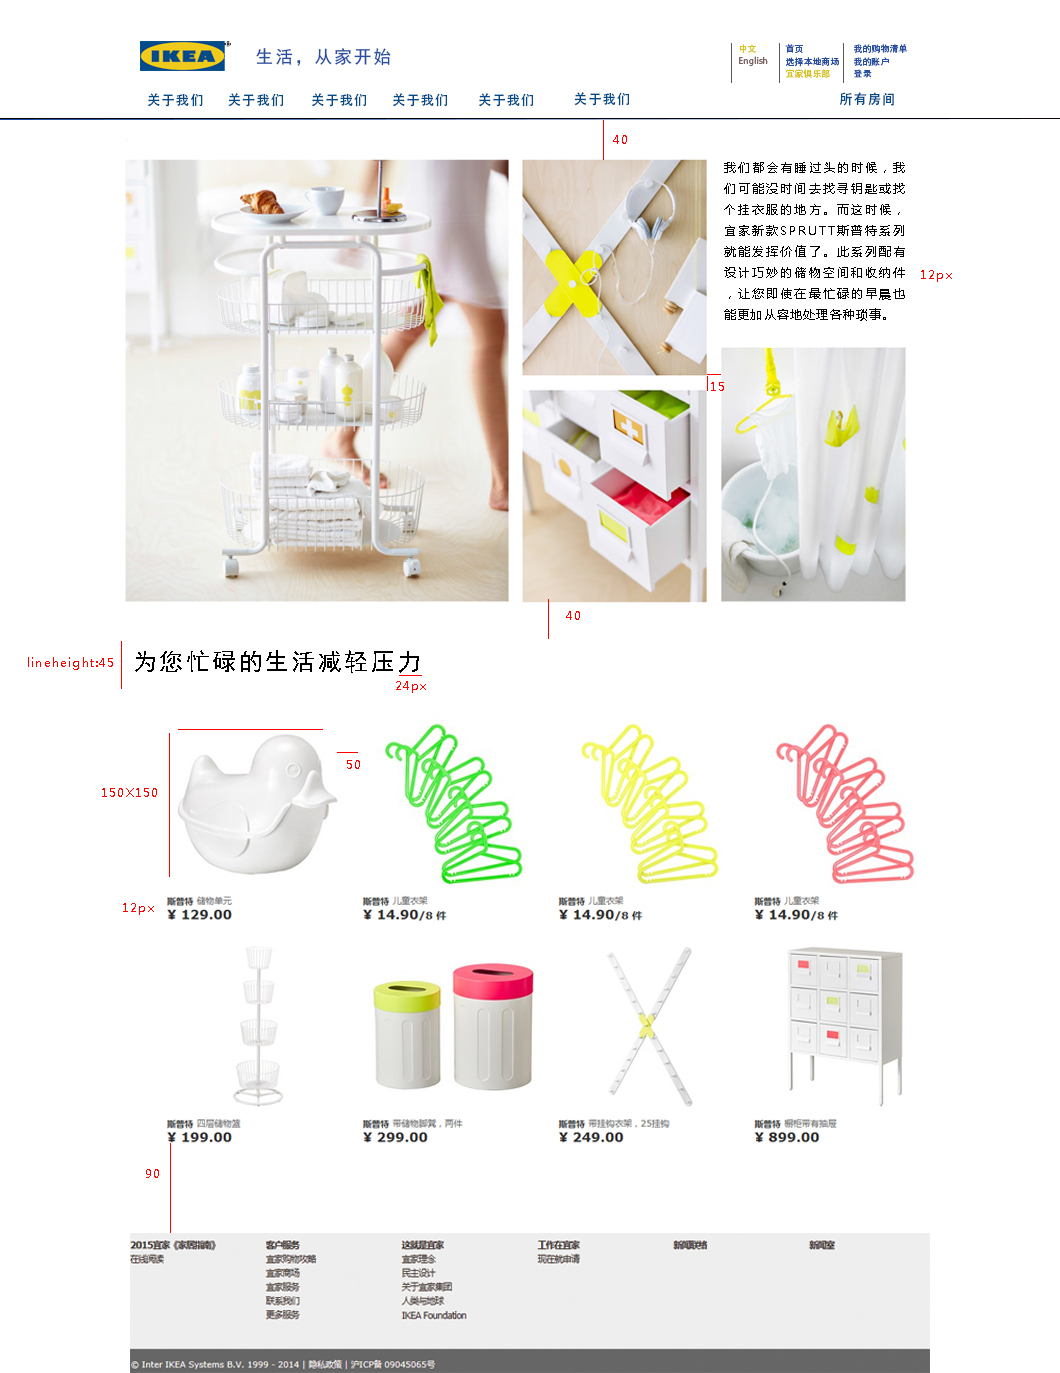 IKEA
生活，从家开始
中文
English
首页
选择本地商场
宜家俱乐部
我的购物清单
我的账户
登录
关于我们 关于我们 关于我们 关于我们 关于我们 关于我们 所有房间
40
我们都会有睡过头的时候，我
们可能没时间去找寻钥匙或找
个挂衣服的地方。而这时候，
宜家新款SPRUTT斯普特系列
就能发挥价值了。此系列配有
设计巧妙的储物空间和收纳件
，让您即使在最忙碌的早晨也
能更加从容地处理各种琐事。
12px
15
40
lineheight:45
为您忙碌的生活减轻压力
24px
50
150X150
12px
斯普特 储物单元
¥ 129.00
斯普特 儿童衣架
¥ 14.90/8 件
斯普特 儿童衣架
¥ 14.90/8 件
斯普特 儿童衣架
¥ 14.90/8 件
斯普特 四层储物篮
¥ 199.00
斯普特 带储物脚凳，两件
¥ 299.00
斯普特 带挂钩衣架，25挂钩
¥ 249.00
斯普特 橱柜带有抽屉
¥ 899.00
90
2015宜家《家居指南》
在线阅读
客户服务
宜家购物攻略
宜家商场
宜家服务
联系我们
更多服务
这就是宜家
宜家理念
民主设计
关于宜家集团
人类与地球
IKEA Foundation
工作在宜家
现在就申请
新闻联络
新闻室
© Inter IKEA Systems B.V. 1999 - 2014 | 隐私政策 | 沪ICP备 09045065号